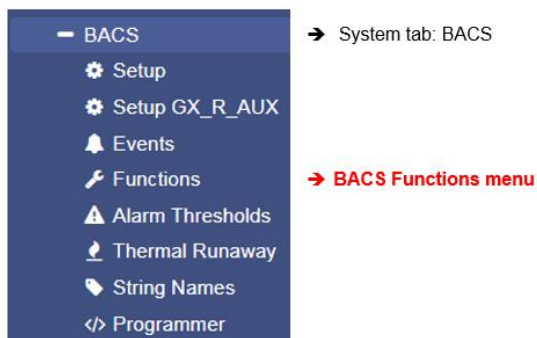 BACS ➔ System tab: BACS
Setup
Setup GX_R_AUX
Events
Functions ➔ BACS Functions menu
Alarm Thresholds
Thermal Runaway
String Names
</> Programmer